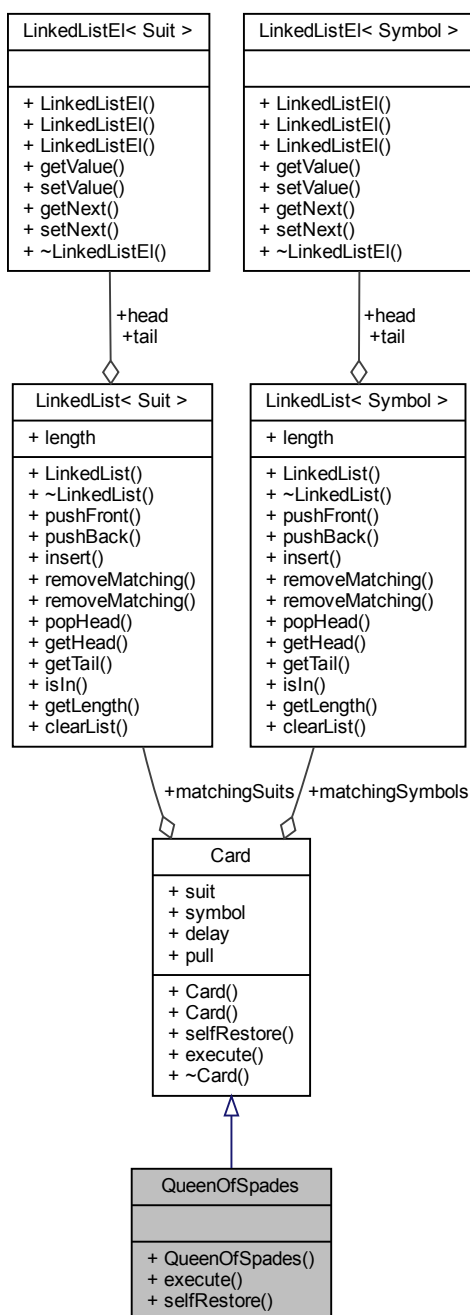 LinkedListEl< Suit >
+ LinkedListEl()
+ LinkedListEl()
+ LinkedListEl()
+ getValue()
+ setValue()
+ getNext()
+ setNext()
+ ~LinkedListEl()
LinkedListEl< Symbol >
+ LinkedListEl()
+ LinkedListEl()
+ LinkedListEl()
+ getValue()
+ setValue()
+ getNext()
+ setNext()
+ ~LinkedListEl()
+head
+tail
+head
+tail
LinkedList< Suit >
+ length
+ LinkedList()
+ ~LinkedList()
+ pushFront()
+ pushBack()
+ insert()
+ removeMatching()
+ removeMatching()
+ popHead()
+ getHead()
+ getTail()
+ isIn()
+ getLength()
+ clearList()
LinkedList< Symbol >
+ length
+ LinkedList()
+ ~LinkedList()
+ pushFront()
+ pushBack()
+ insert()
+ removeMatching()
+ removeMatching()
+ popHead()
+ getHead()
+ getTail()
+ isIn()
+ getLength()
+ clearList()
+matchingSuits
+matchingSymbols
Card
+ suit
+ symbol
+ delay
+ pull
+ Card()
+ Card()
+ selfRestore()
+ execute()
+ ~Card()
QueenOfSpades
+ QueenOfSpades()
+ execute()
+ selfRestore()